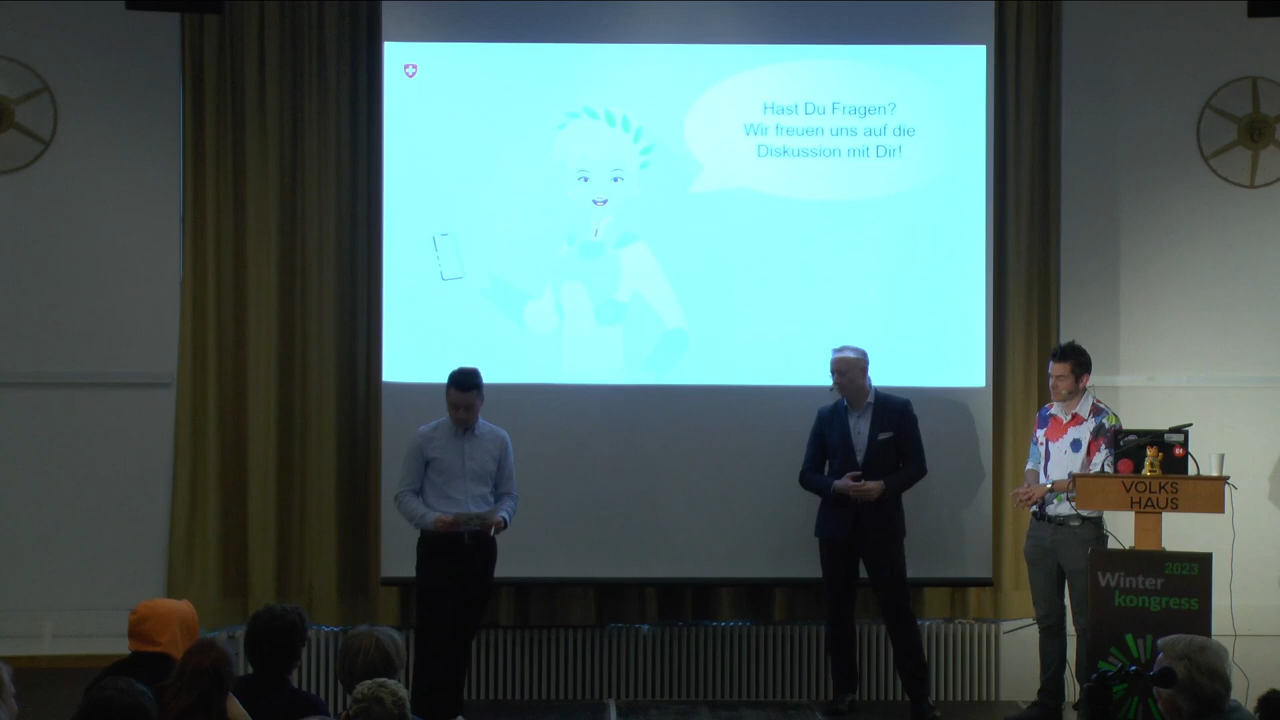 Hast Du Fragen?
Wir freuen uns auf die
Diskussion mit Dir!
VOLKS
HAUS
2023
Winter
kongress